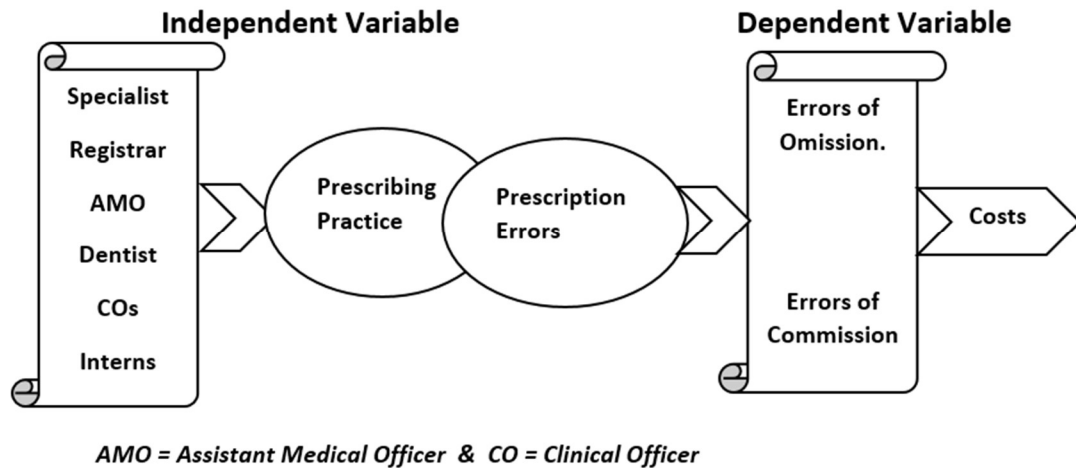 Independent Variable
Dependent Variable
Specialist
Registrar
AMO
Dentist
COs
Interns
Prescribing
Practice
Prescription
Errors
Errors of
Omission.
Errors of
Commission
Costs
AMO = Assistant Medical Officer & CO = Clinical Officer